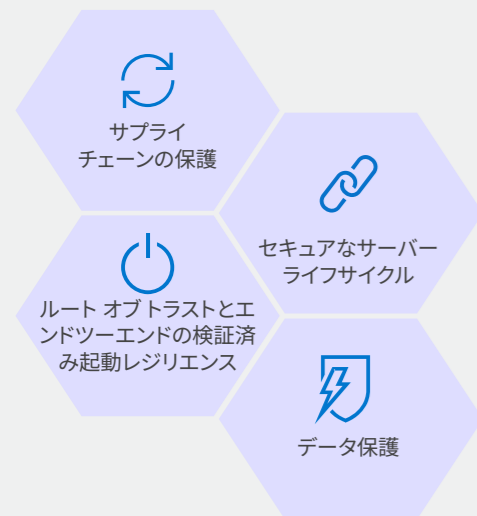 サプライ
チェーンの保護
セキュアなサーバー
ライフサイクル
ルート オブ トラストとエ
ンドツーエンドの検証済
み起動レジリエンス
データ保護